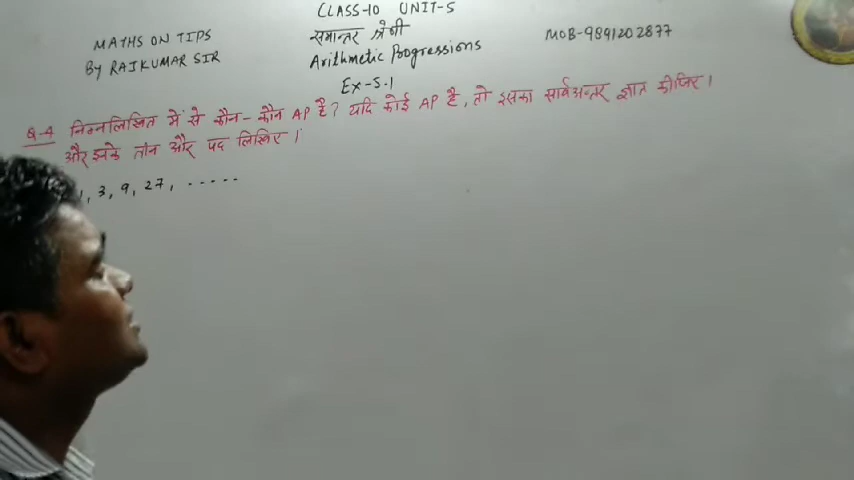 CLASS-10 UNIT-5
समान्तर श्रेणी
Arithmetic Progressions
MATHS ON TIPS
BY RAJKUMAR SIR
MOB-9891202877
Ex-5.1
Q-4 निम्नलिखित में से कौन-कौन AP है? यदि कोई AP है, तो इसका सार्वअन्तर ज्ञात कीजिए।
और इनके तीन और पद लिखिए।
1, 3, 9, 27, .....